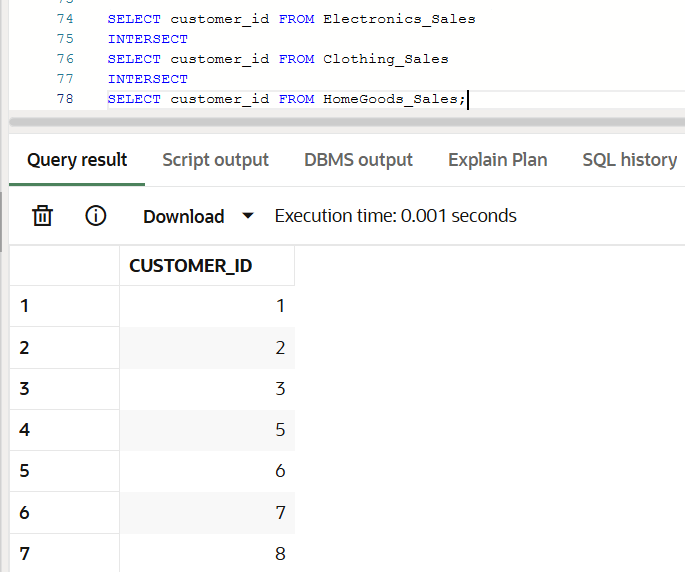 74 SELECT customer_id FROM Electronics_Sales
75 INTERSECT
76 SELECT customer_id FROM Clothing_Sales
77 INTERSECT
78 SELECT customer_id FROM HomeGoods_Sales;
Query result Script output DBMS output Explain Plan SQL history
Download Execution time: 0.001 seconds
CUSTOMER_ID
1 1
2 2
3 3
4 5
5 6
6 7
7 8